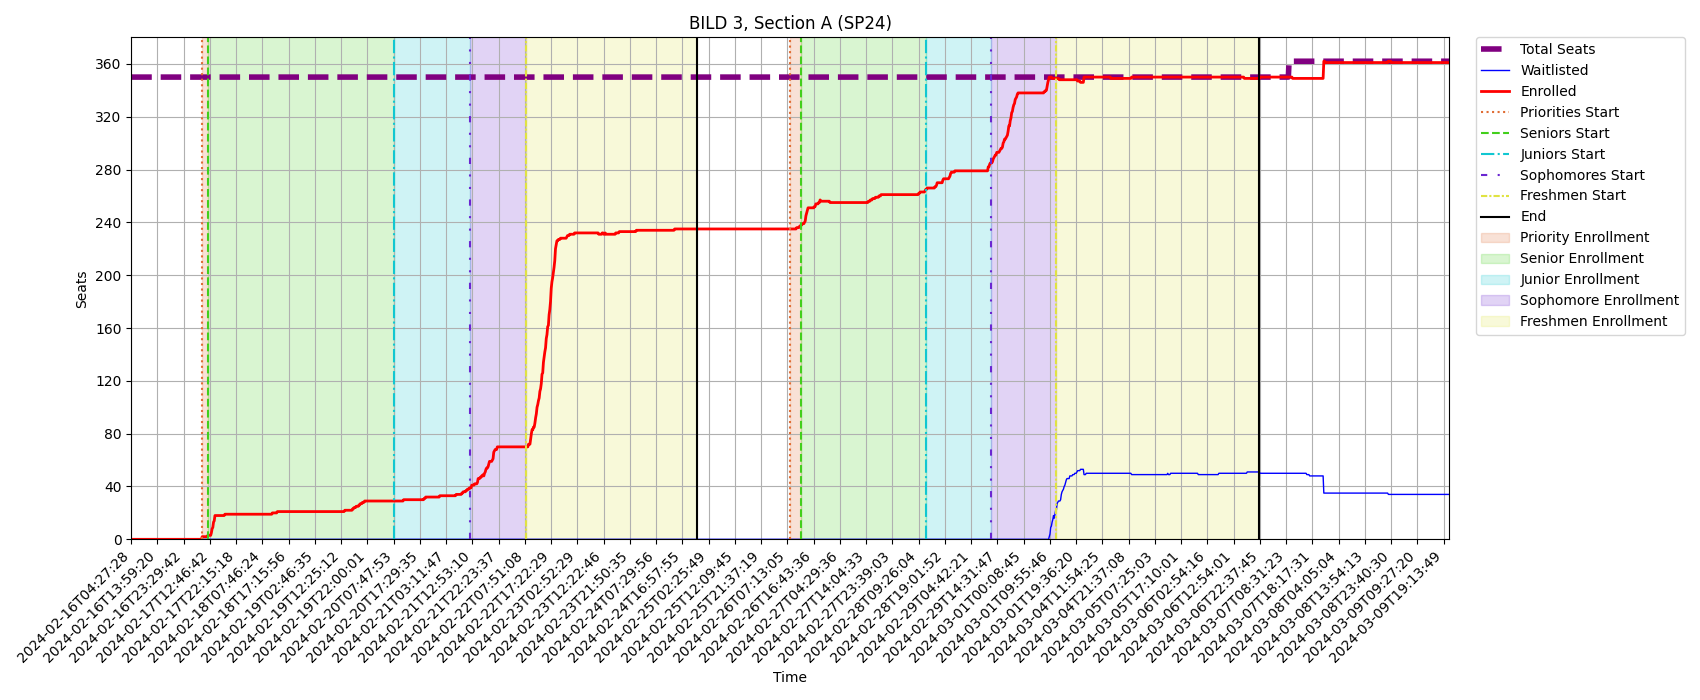 BILD 3, Section A (SP24)
Seats
360
320
280
240
200
160
120
80
40
0
2024-02-16T04:27:28
2024-02-16T13:59:20
2024-02-16T23:29:42
2024-02-17T12:46:42
2024-02-17T22:15:18
2024-02-18T07:46:24
2024-02-18T17:15:56
2024-02-19T02:46:35
2024-02-19T12:25:12
2024-02-19T22:00:01
2024-02-20T07:47:53
2024-02-20T17:29:35
2024-02-21T03:11:47
2024-02-21T12:53:10
2024-02-21T22:23:37
2024-02-22T07:51:08
2024-02-22T17:22:29
2024-02-23T02:52:29
2024-02-23T12:22:46
2024-02-23T21:50:35
2024-02-24T07:29:56
2024-02-24T16:57:55
2024-02-25T02:25:49
2024-02-25T12:09:45
2024-02-25T21:37:19
2024-02-26T07:13:05
2024-02-26T16:43:36
2024-02-27T04:29:36
2024-02-27T14:04:33
2024-02-27T23:39:03
2024-02-28T09:26:04
2024-02-28T19:01:52
2024-02-29T04:42:21
2024-02-29T14:31:47
2024-03-01T00:08:45
2024-03-01T09:55:46
2024-03-01T19:36:20
2024-03-04T11:54:25
2024-03-04T21:37:08
2024-03-05T07:25:03
2024-03-05T17:10:01
2024-03-06T02:54:16
2024-03-06T12:54:01
2024-03-06T22:37:45
2024-03-07T08:31:23
2024-03-07T18:17:31
2024-03-08T04:05:04
2024-03-08T13:54:13
2024-03-08T23:40:30
2024-03-09T09:27:20
2024-03-09T19:13:49
Time
Total Seats
Waitlisted
Enrolled
Priorities Start
Seniors Start
Juniors Start
Sophomores Start
Freshmen Start
End
Priority Enrollment
Senior Enrollment
Junior Enrollment
Sophomore Enrollment
Freshmen Enrollment